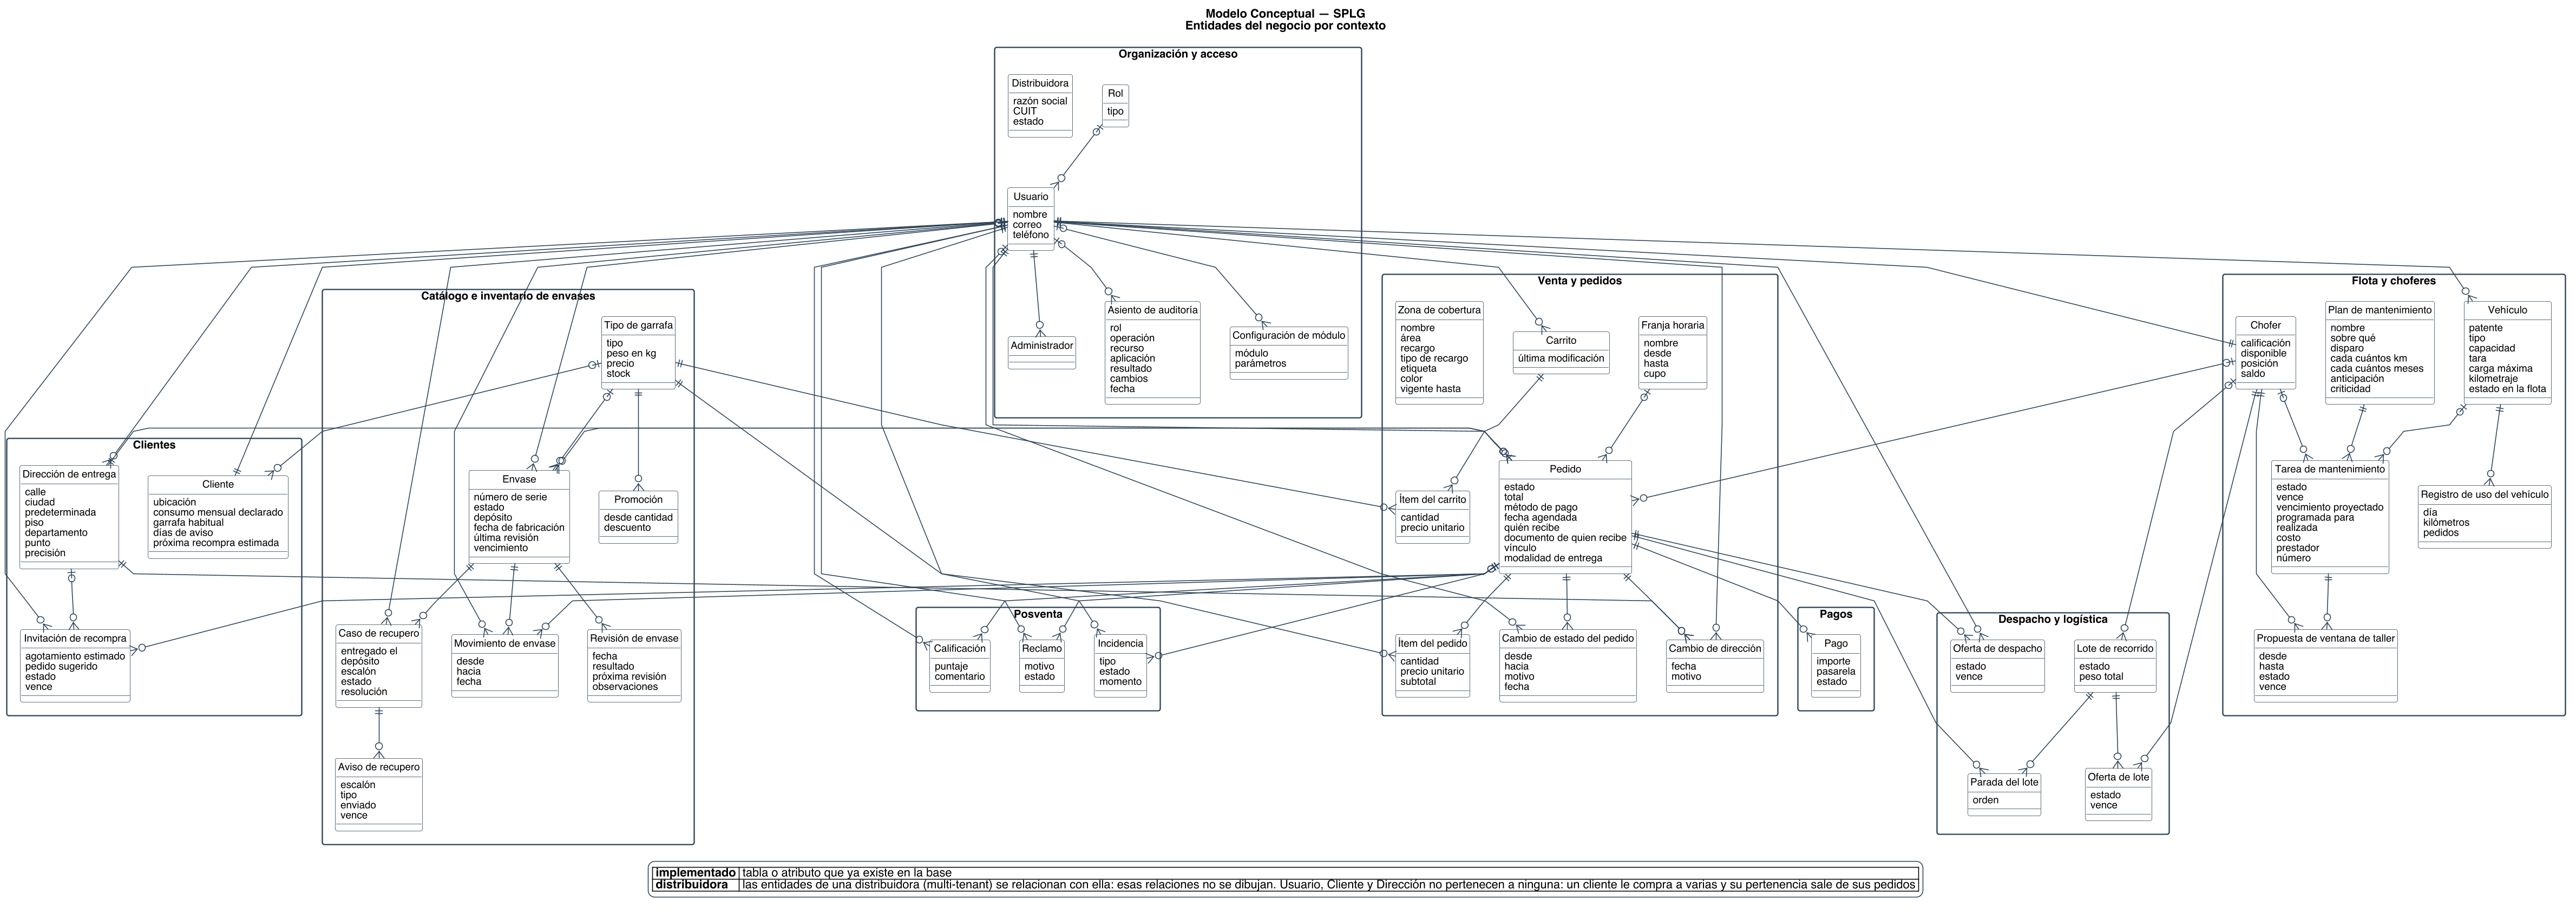 Modelo Conceptual — SPLG
Entidades del negocio por contexto
Organización y acceso
Distribuidora
razón social
CUIT
estado
Rol
tipo
Usuario
nombre
correo
teléfono
Administrador
Asiento de auditoría
rol
operación
recurso
aplicación
resultado
cambios
fecha
Configuración de módulo
módulo
parámetros
Catálogo e inventario de envases
Tipo de garrafa
tipo
peso en kg
precio
stock
Envase
número de serie
estado
depósito
fecha de fabricación
última revisión
vencimiento
Promoción
desde cantidad
descuento
Caso de recupero
entregado el
depósito
escalón
estado
resolución
Movimiento de envase
desde
hacia
fecha
Revisión de envase
fecha
resultado
próxima revisión
observaciones
Aviso de recupero
escalón
tipo
enviado
vence
Clientes
Dirección de entrega
calle
ciudad
predeterminada
piso
departamento
punto
precisión
Cliente
ubicación
consumo mensual declarado
garrafa habitual
días de aviso
próxima recompra estimada
Invitación de recompra
agotamiento estimado
pedido sugerido
estado
vence
Posventa
Calificación
puntaje
comentario
Reclamo
motivo
estado
Incidencia
tipo
estado
momento
Venta y pedidos
Zona de cobertura
nombre
área
recargo
tipo de recargo
etiqueta
color
vigente hasta
Carrito
última modificación
Franja horaria
nombre
desde
hasta
cupo
Ítem del carrito
cantidad
precio unitario
Pedido
estado
total
método de pago
fecha agendada
quién recibe
documento de quien recibe
vínculo
modalidad de entrega
Ítem del pedido
cantidad
precio unitario
subtotal
Cambio de estado del pedido
desde
hacia
motivo
fecha
Cambio de dirección
fecha
motivo
Pagos
Pago
importe
pasarela
estado
Despacho y logística
Oferta de despacho
estado
vence
Lote de recorrido
estado
peso total
Parada del lote
orden
Oferta de lote
estado
vence
Flota y choferes
Chofer
calificación
disponible
posición
saldo
Plan de mantenimiento
nombre
sobre qué
disparo
cada cuántos km
cada cuántos meses
anticipación
criticidad
Vehículo
patente
tipo
capacidad
tara
carga máxima
kilometraje
estado en la flota
Tarea de mantenimiento
estado
vence
vencimiento proyectado
programada para
realizada
costo
prestador
número
Registro de uso del vehículo
día
kilómetros
pedidos
Propuesta de ventana de taller
desde
hasta
estado
vence
implementado tabla o atributo que ya existe en la base
distribuidora las entidades de una distribuidora (multi-tenant) se relacionan con ella: esas relaciones no se dibujan. Usuario, Cliente y Dirección no pertenecen a ninguna: un cliente le compra a varias y su pertenencia sale de sus pedidos